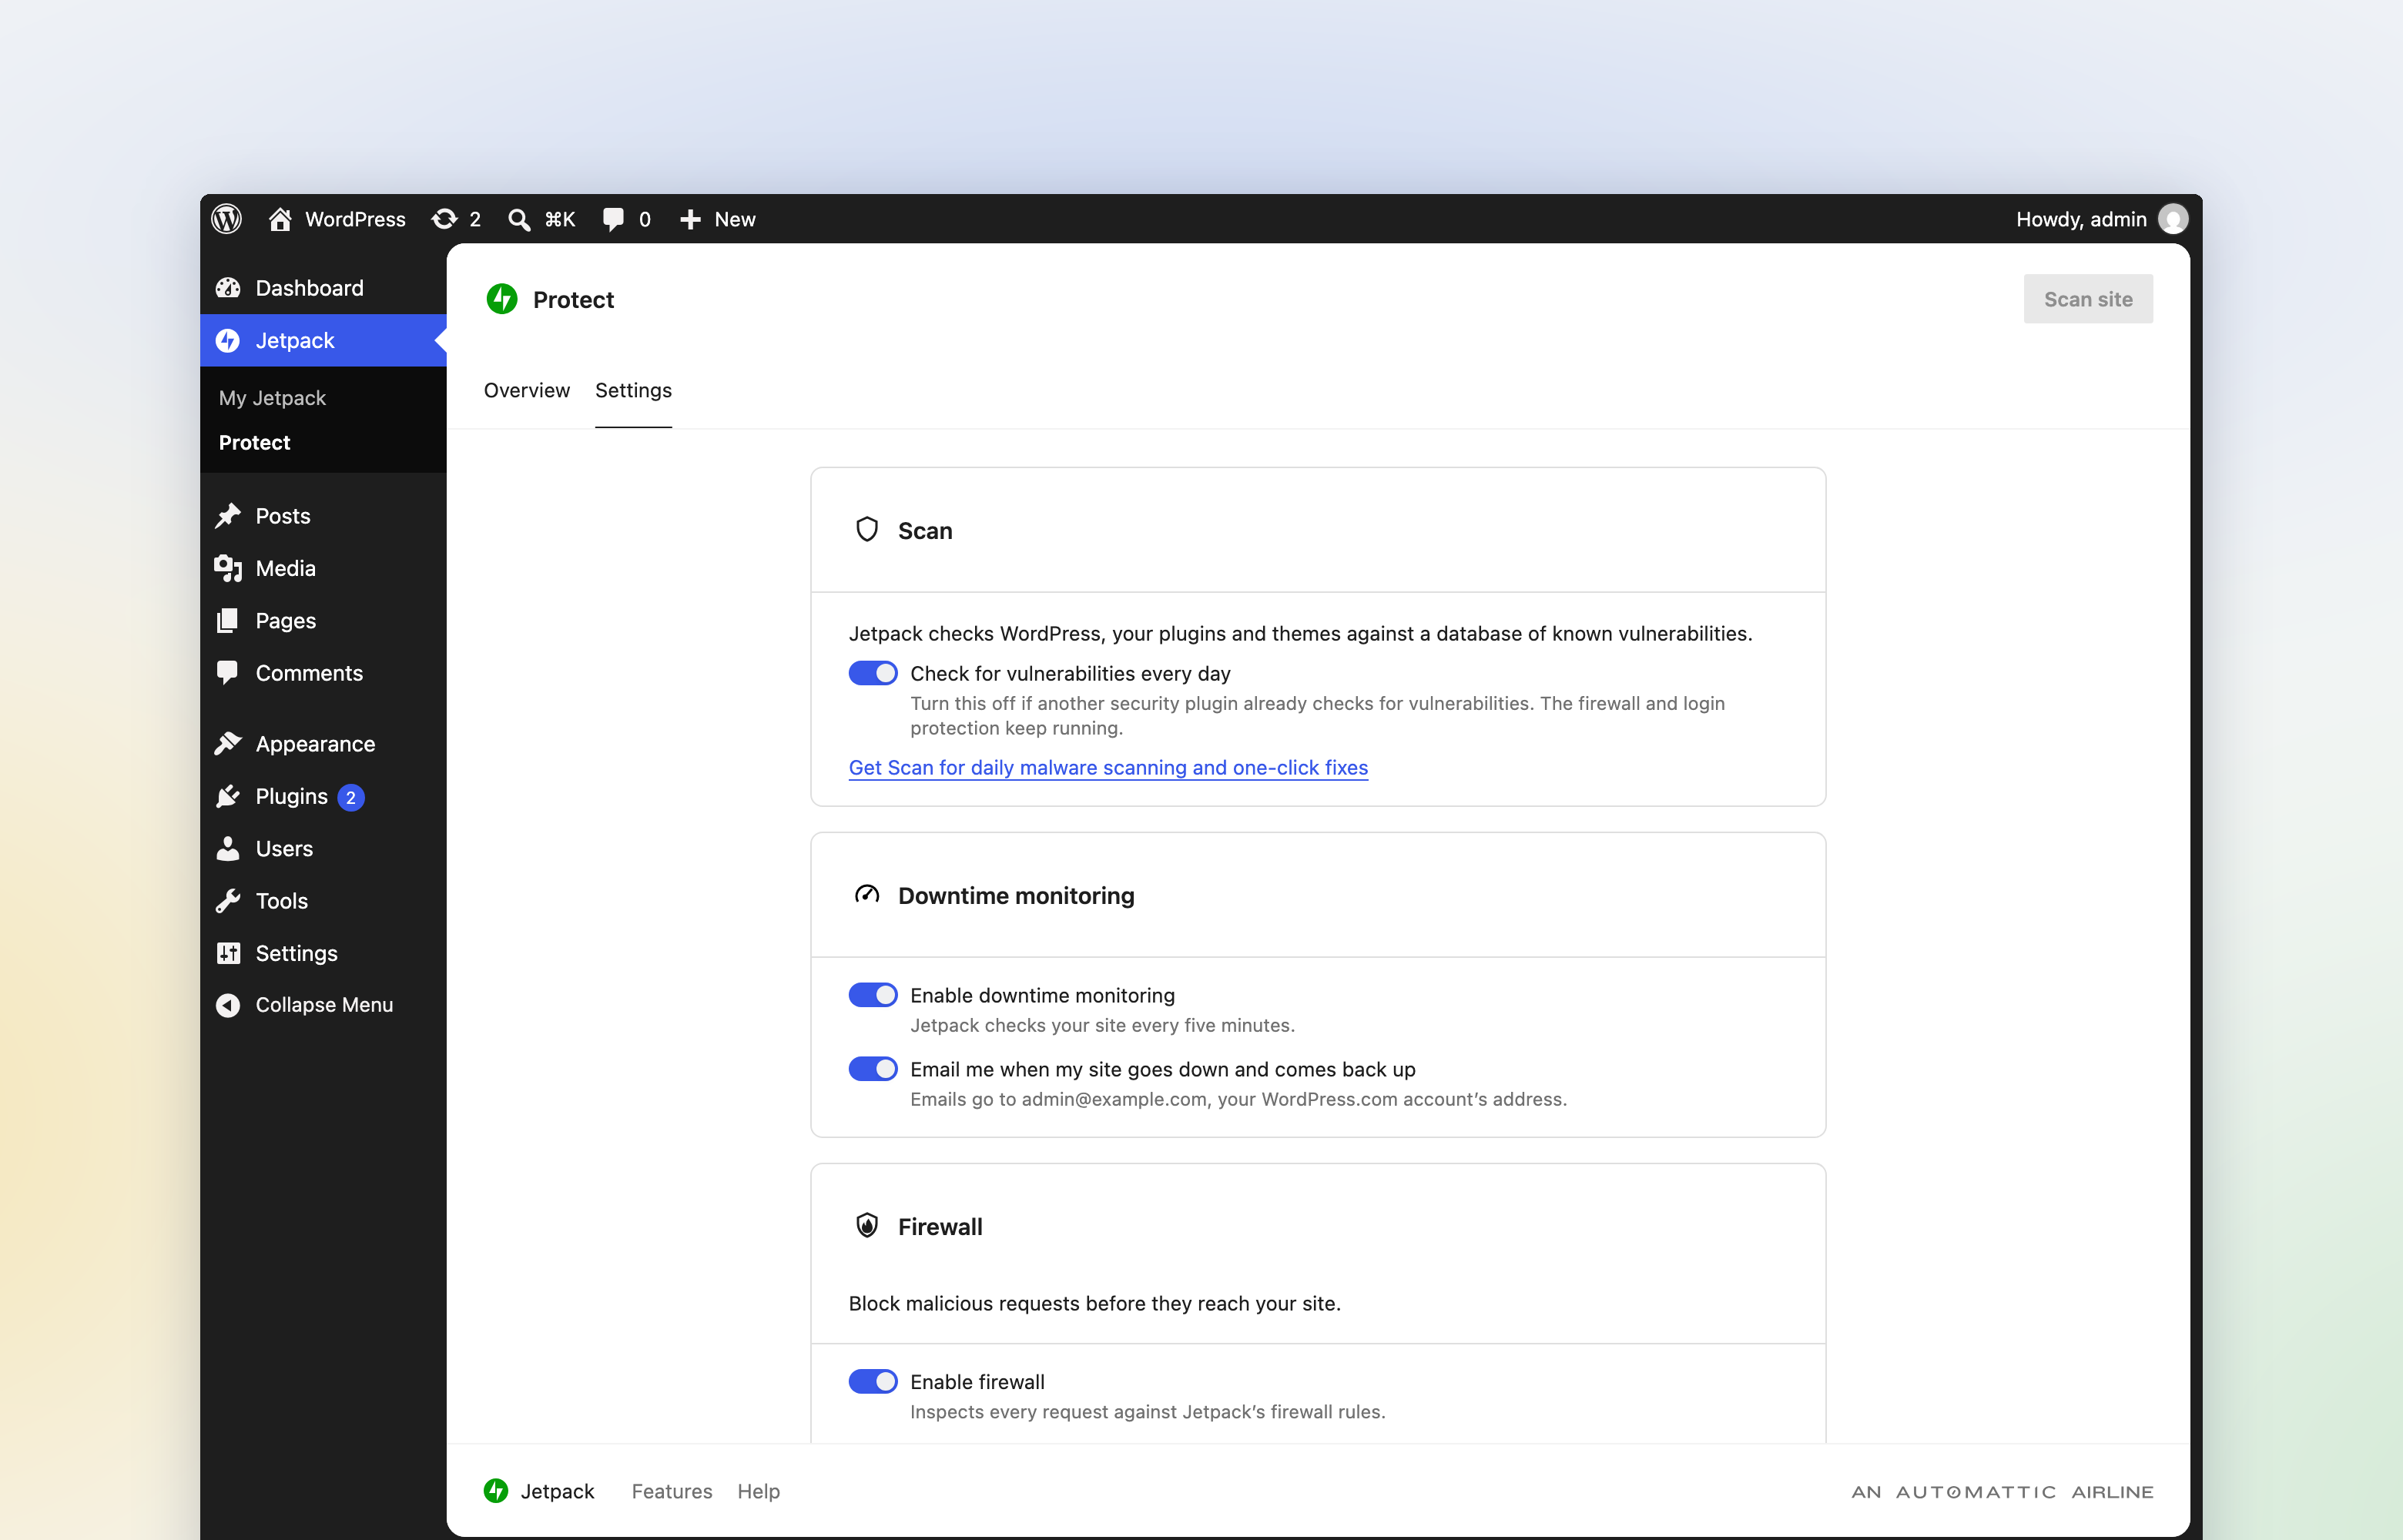 WordPress 2 ⌘K 0 New Howdy, admin
Dashboard
Jetpack
My Jetpack
Protect
Posts
Media
Pages
Comments
Appearance
Plugins 2
Users
Tools
Settings
Collapse Menu
Protect
Scan site
Overview Settings
Scan
Jetpack checks WordPress, your plugins and themes against a database of known vulnerabilities.
Check for vulnerabilities every day
Turn this off if another security plugin already checks for vulnerabilities. The firewall and login
protection keep running.
Get Scan for daily malware scanning and one-click fixes
Downtime monitoring
Enable downtime monitoring
Jetpack checks your site every five minutes.
Email me when my site goes down and comes back up
Emails go to admin@example.com, your WordPress.com account’s address.
Firewall
Block malicious requests before they reach your site.
Enable firewall
Inspects every request against Jetpack’s firewall rules.
Jetpack Features Help
AN AUTOMATTIC AIRLINE